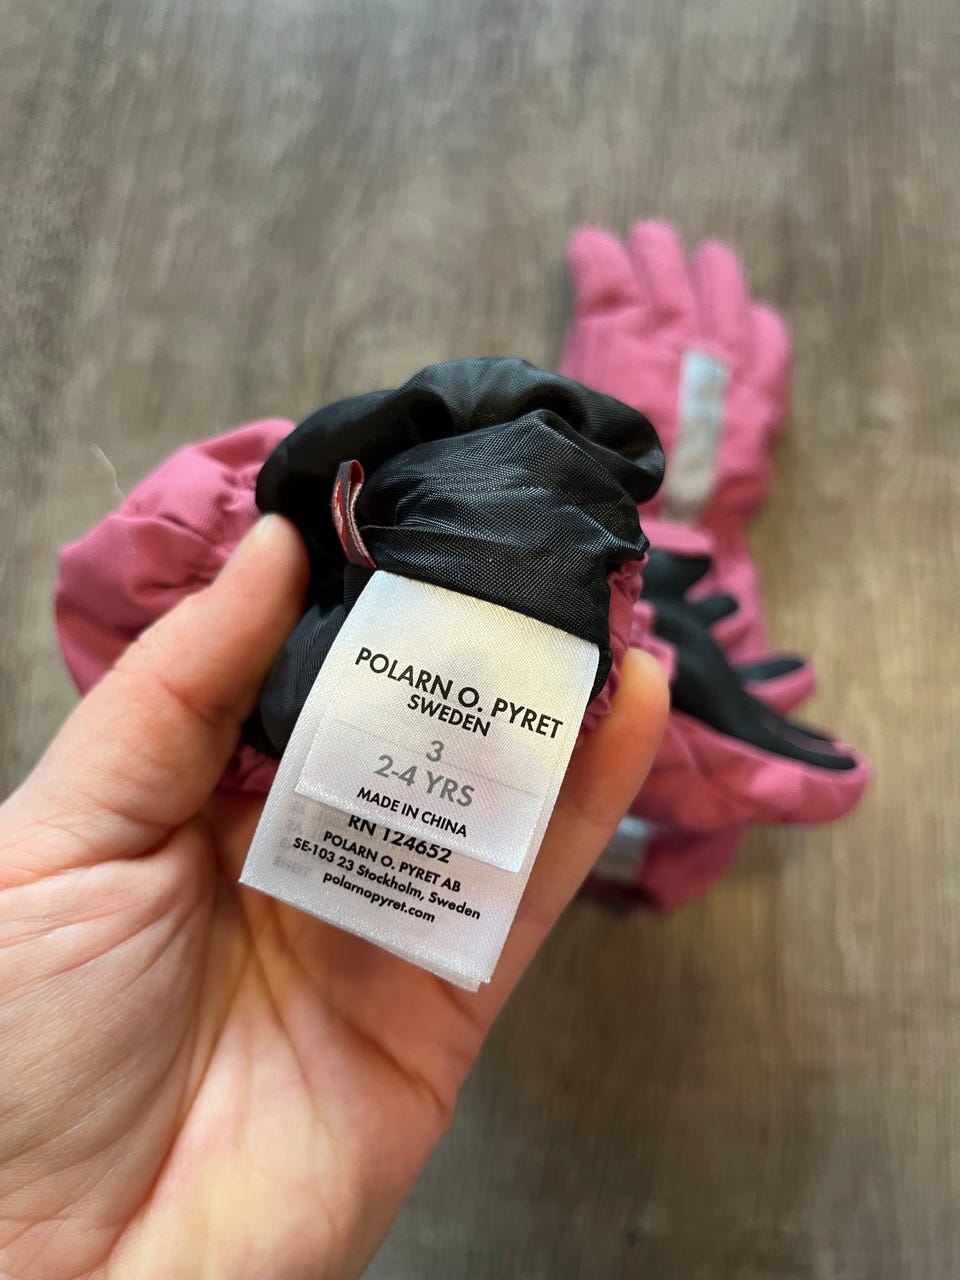 POLARN O. PYRET
SWEDEN
3
2-4 YRS
MADE IN CHINA
RN 124652
POLARN O. PYRET AB
SE-103 23 Stockholm, Sweden
polarnopyret.com